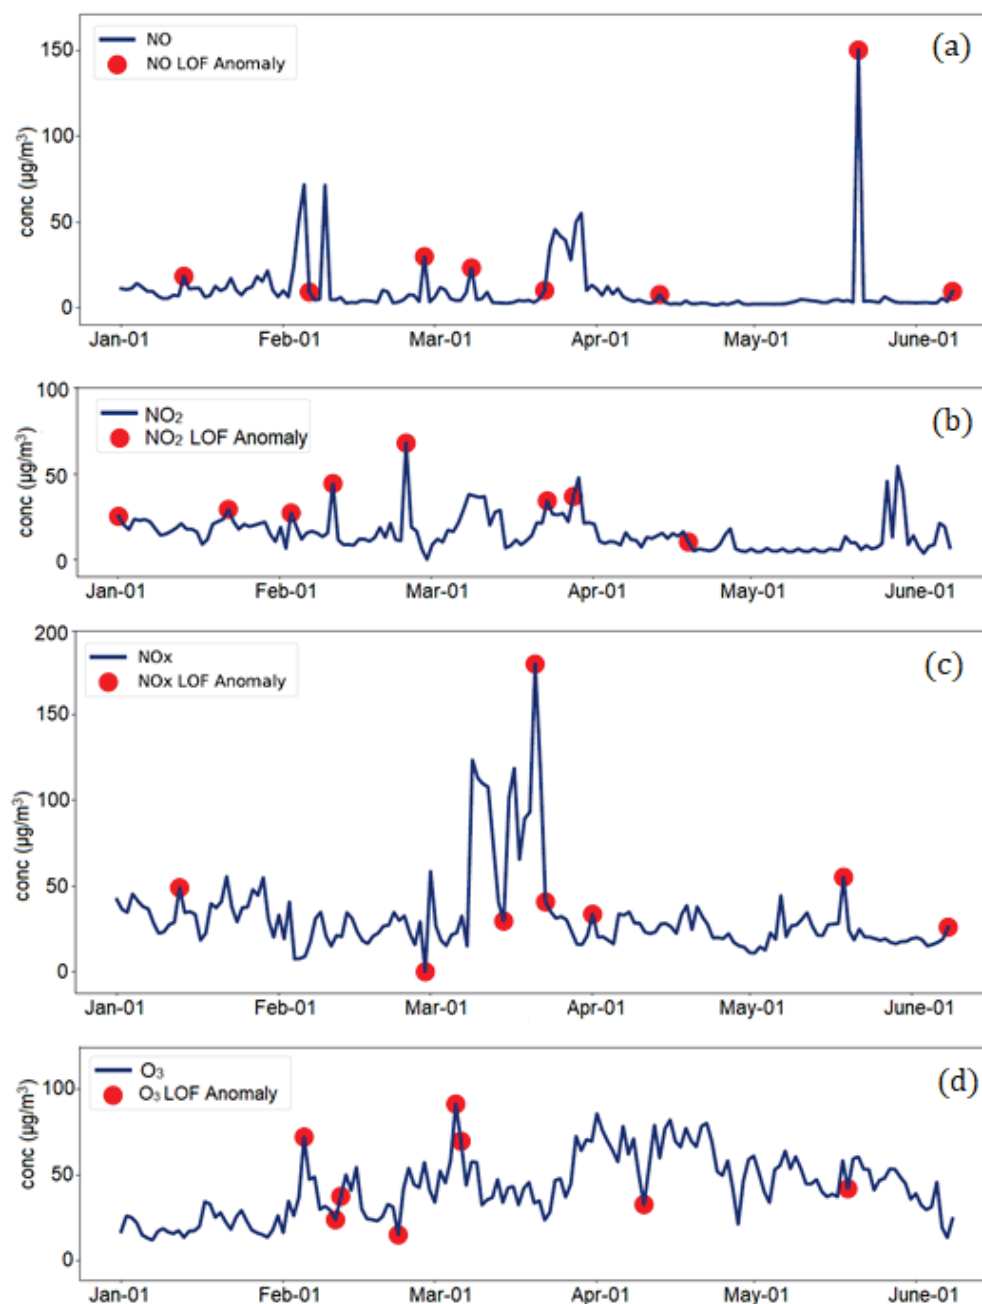 NO
NO LOF Anomaly
(a)
150
100
50
0
conc (µg/m³)
Jan-01 Feb-01 Mar-01 Apr-01 May-01 June-01
NO₂
NO₂ LOF Anomaly
(b)
100
50
0
conc (µg/m³)
Jan-01 Feb-01 Mar-01 Apr-01 May-01 June-01
NOx
NOx LOF Anomaly
(c)
200
150
100
50
0
conc (µg/m³)
Jan-01 Feb-01 Mar-01 Apr-01 May-01 June-01
O₃
O₃ LOF Anomaly
(d)
100
50
0
conc (µg/m³)
Jan-01 Feb-01 Mar-01 Apr-01 May-01 June-01